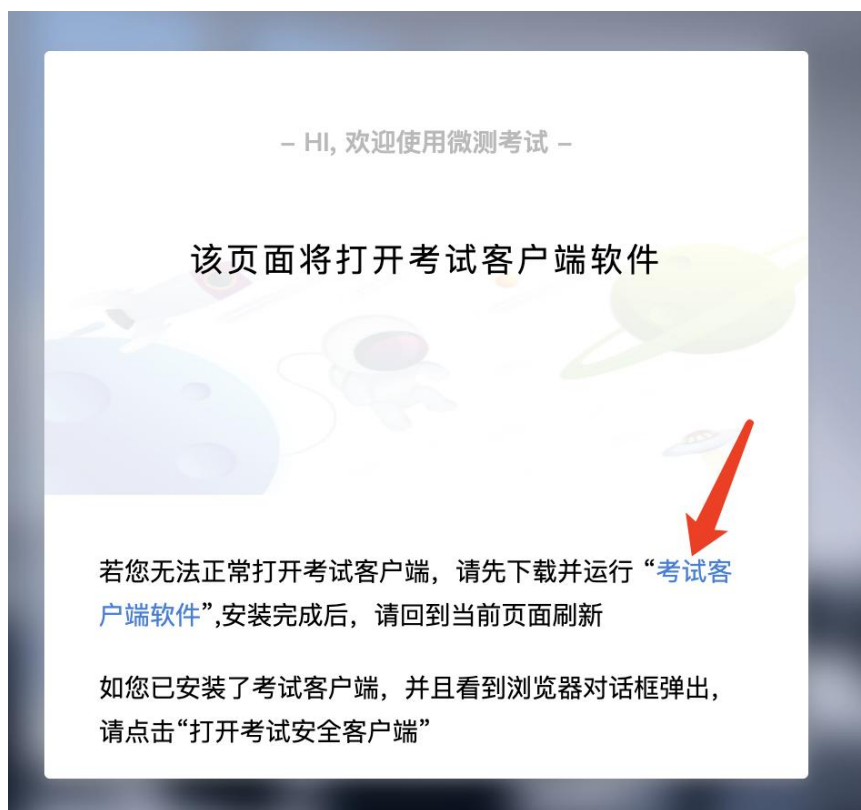 – HI, 欢迎使用微测考试 –
该页面将打开考试客户端软件
若您无法正常打开考试客户端，请先下载并运行 “考试客
户端软件”,安装完成后，请回到当前页面刷新
如您已安装了考试客户端，并且看到浏览器对话框弹出，
请点击“打开考试安全客户端”